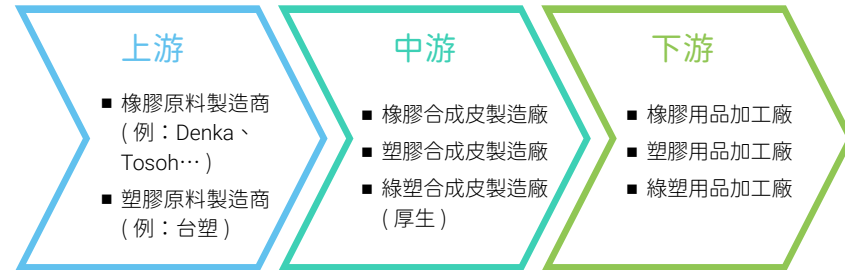 上游
■ 橡膠原料製造商
( 例：Denka、
Tosoh… )
■ 塑膠原料製造商
( 例：台塑 )
中游
■ 橡膠合成皮製造廠
■ 塑膠合成皮製造廠
■ 綠塑合成皮製造廠
( 厚生 )
下游
■ 橡膠用品加工廠
■ 塑膠用品加工廠
■ 綠塑用品加工廠